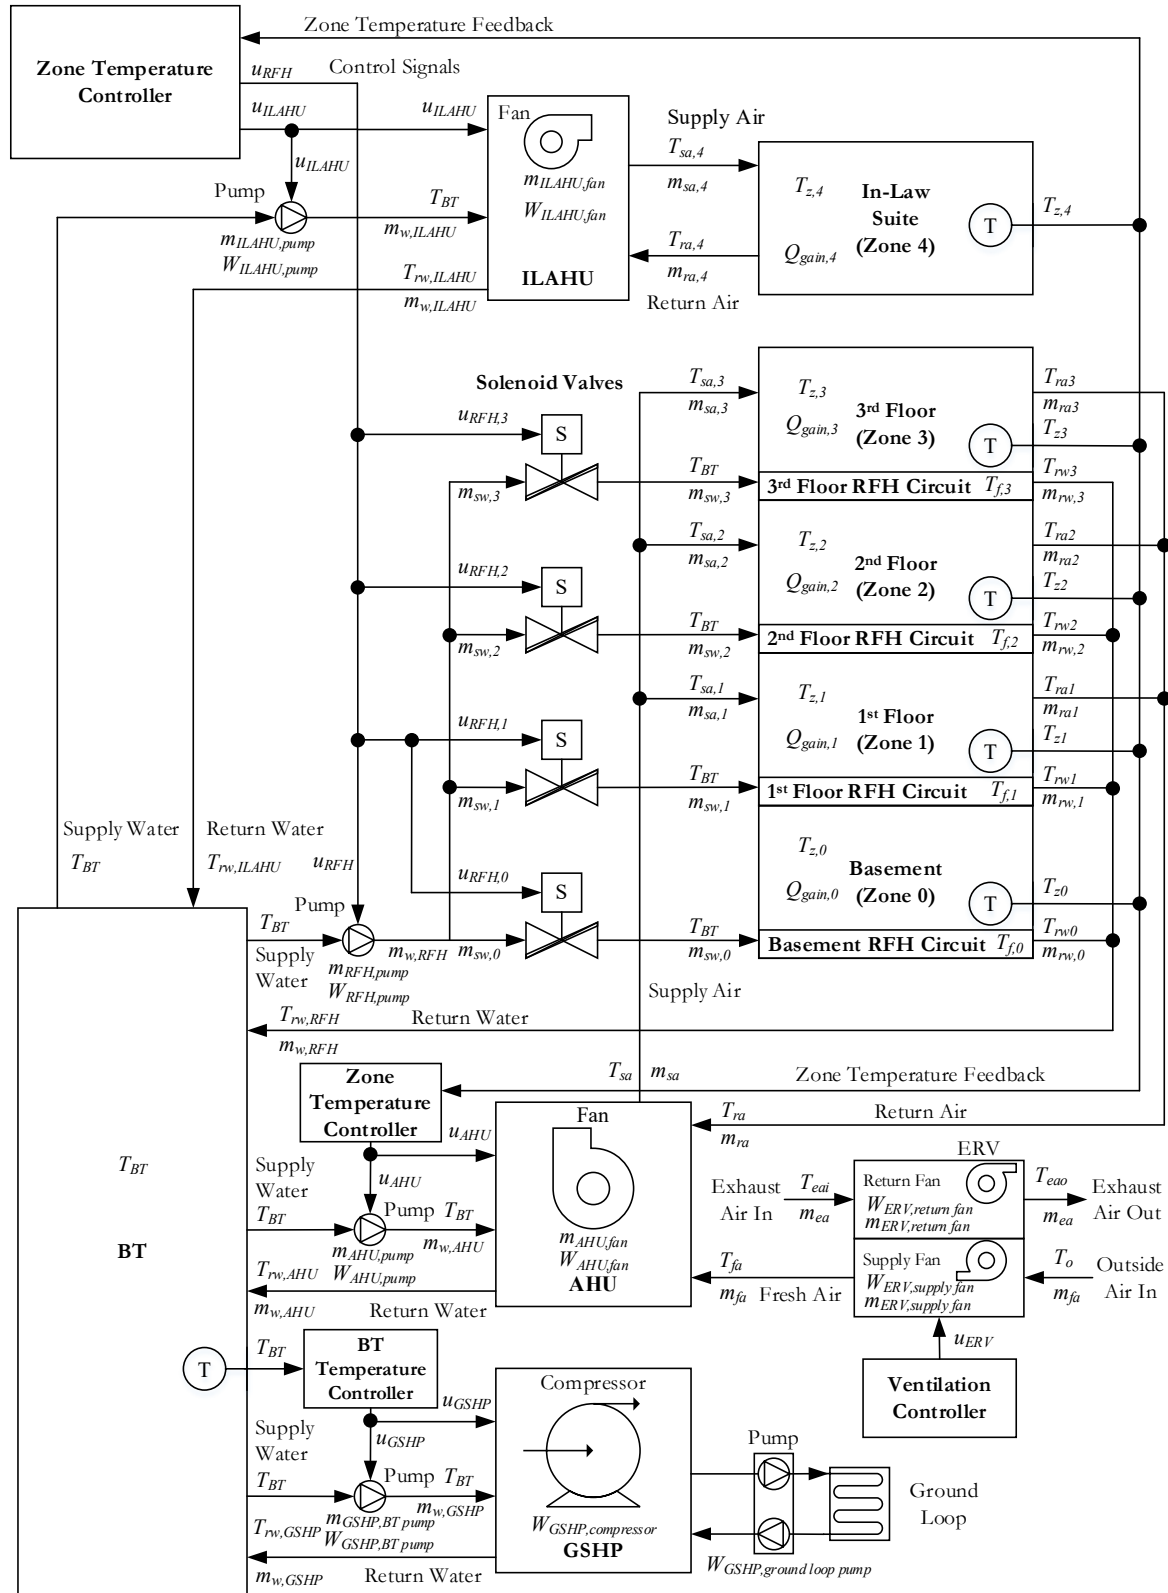 Zone Temperature Feedback
Zone Temperature
Controller
u_RFH
Control Signals
u_ILAHU
u_ILAHU
u_ILAHU
Fan
m_ILAHU,fan
W_ILAHU,fan
ILAHU
Supply Air
T_sa,4
m_sa,4
T_ra,4
m_ra,4
Return Air
T_z,4
In-Law
Suite
(Zone 4)
Q_gain,4
T
T_z,4
Pump
m_ILAHU,pump
W_ILAHU,pump
T_BT
m_w,ILAHU
T_rw,ILAHU
m_w,ILAHU
Solenoid Valves
u_RFH,3
S
m_sw,3
T_BT
m_sw,3
T_sa,3
m_sa,3
T_z,3
3rd Floor
(Zone 3)
Q_gain,3
T
3rd Floor RFH Circuit T_f,3
T_ra3
m_ra3
T_z3
T_rw3
m_rw,3
u_RFH,2
S
m_sw,2
T_BT
m_sw,2
T_sa,2
m_sa,2
T_z,2
2nd Floor
(Zone 2)
Q_gain,2
T
2nd Floor RFH Circuit T_f,2
T_ra2
m_ra2
T_z2
T_rw2
m_rw,2
u_RFH,1
S
m_sw,1
T_BT
m_sw,1
T_sa,1
m_sa,1
T_z,1
1st Floor
(Zone 1)
Q_gain,1
T
1st Floor RFH Circuit T_f,1
T_ra1
m_ra1
T_z1
T_rw1
m_rw,1
Supply Water
T_BT
Return Water
T_rw,ILAHU
u_RFH
u_RFH,0
S
m_sw,0
T_BT
m_sw,0
T_z,0
Basement
(Zone 0)
Q_gain,0
T
Basement RFH Circuit T_f,0
T_z0
T_rw0
m_rw,0
T_BT
Supply
Water
Pump
m_RFH,pump
W_RFH,pump
m_w,RFH
Supply Air
T_rw,RFH
m_w,RFH
Return Water
T_sa m_sa
Zone Temperature Feedback
Zone
Temperature
Controller
u_AHU
u_AHU
Fan
m_AHU,fan
W_AHU,fan
AHU
T_ra
m_ra
Return Air
ERV
Return Fan
W_ERV,return fan
m_ERV,return fan
Supply Fan
W_ERV,supply fan
m_ERV,supply fan
Exhaust
Air In
T_eai
m_ea
T_eao
m_ea
Exhaust
Air Out
T_fa
m_fa
Fresh Air
T_o
m_fa
Outside
Air In
u_ERV
Ventilation
Controller
T_BT
BT
Supply
Water
T_BT
Pump
T_BT
m_AHU,pump
W_AHU,pump
m_w,AHU
T_rw,AHU
m_w,AHU
Return Water
T
T_BT
BT
Temperature
Controller
u_GSHP
u_GSHP
Supply
Water
T_BT
Pump
T_BT
m_GSHP,BT pump
W_GSHP,BT pump
m_w,GSHP
T_rw,GSHP
m_w,GSHP
Return Water
Compressor
W_GSHP,compressor
GSHP
Pump
W_GSHP,ground loop pump
Ground
Loop